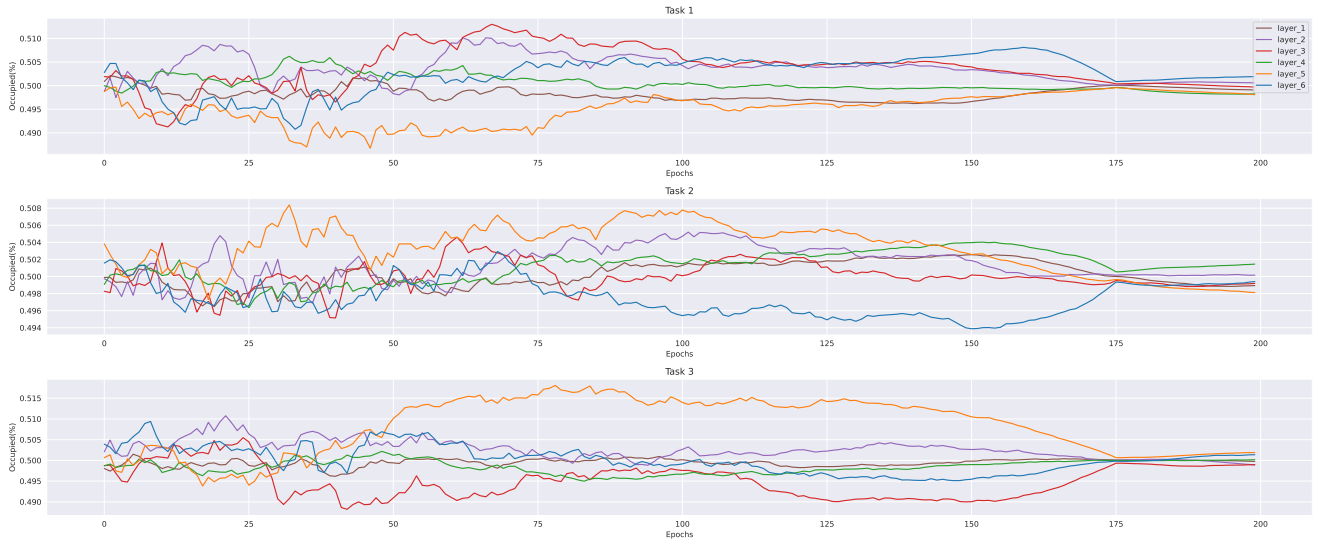 Task 1
Occupied(%)
0.510
0.505
0.500
0.495
0.490
0 25 50 75 100 125 150 175 200
Epochs
layer_1
layer_2
layer_3
layer_4
layer_5
layer_6
Task 2
Occupied(%)
0.508
0.506
0.504
0.502
0.500
0.498
0.496
0.494
0 25 50 75 100 125 150 175 200
Epochs
Task 3
Occupied(%)
0.515
0.510
0.505
0.500
0.495
0.490
0 25 50 75 100 125 150 175 200
Epochs